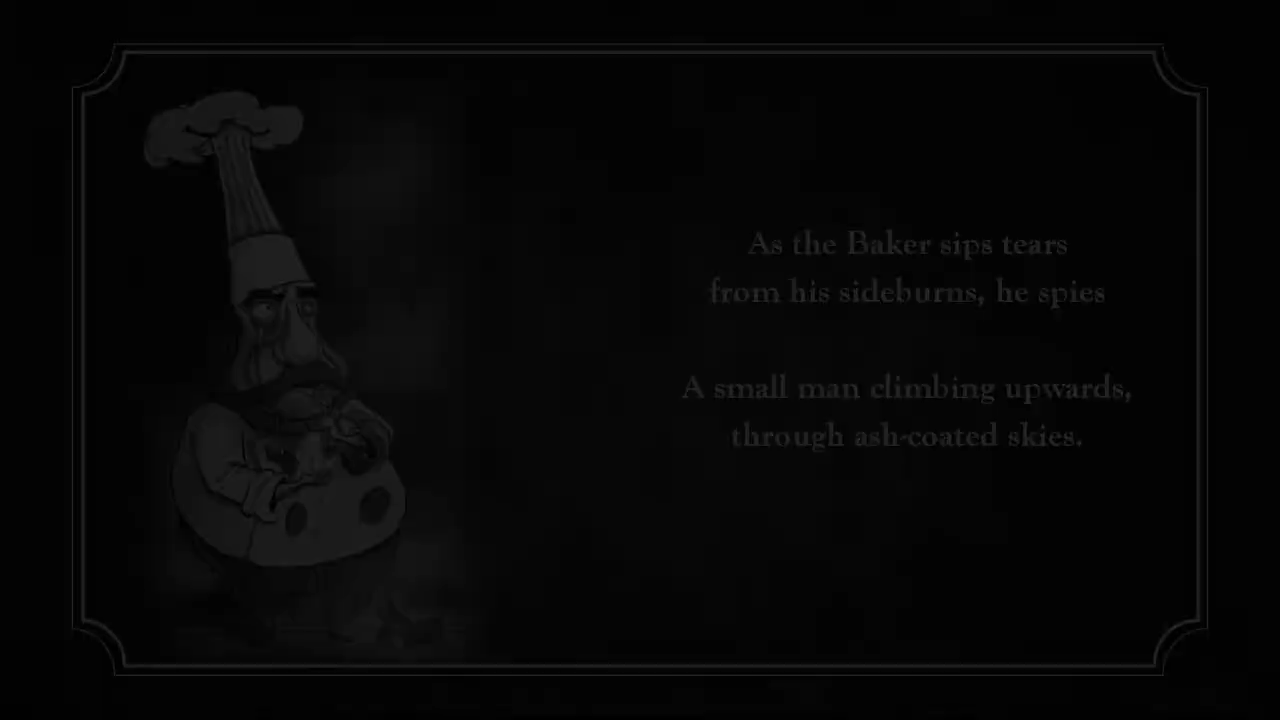 As the Baker sips tears
from his sideburns, he spies
A small man climbing upwards,
through ash-coated skies.